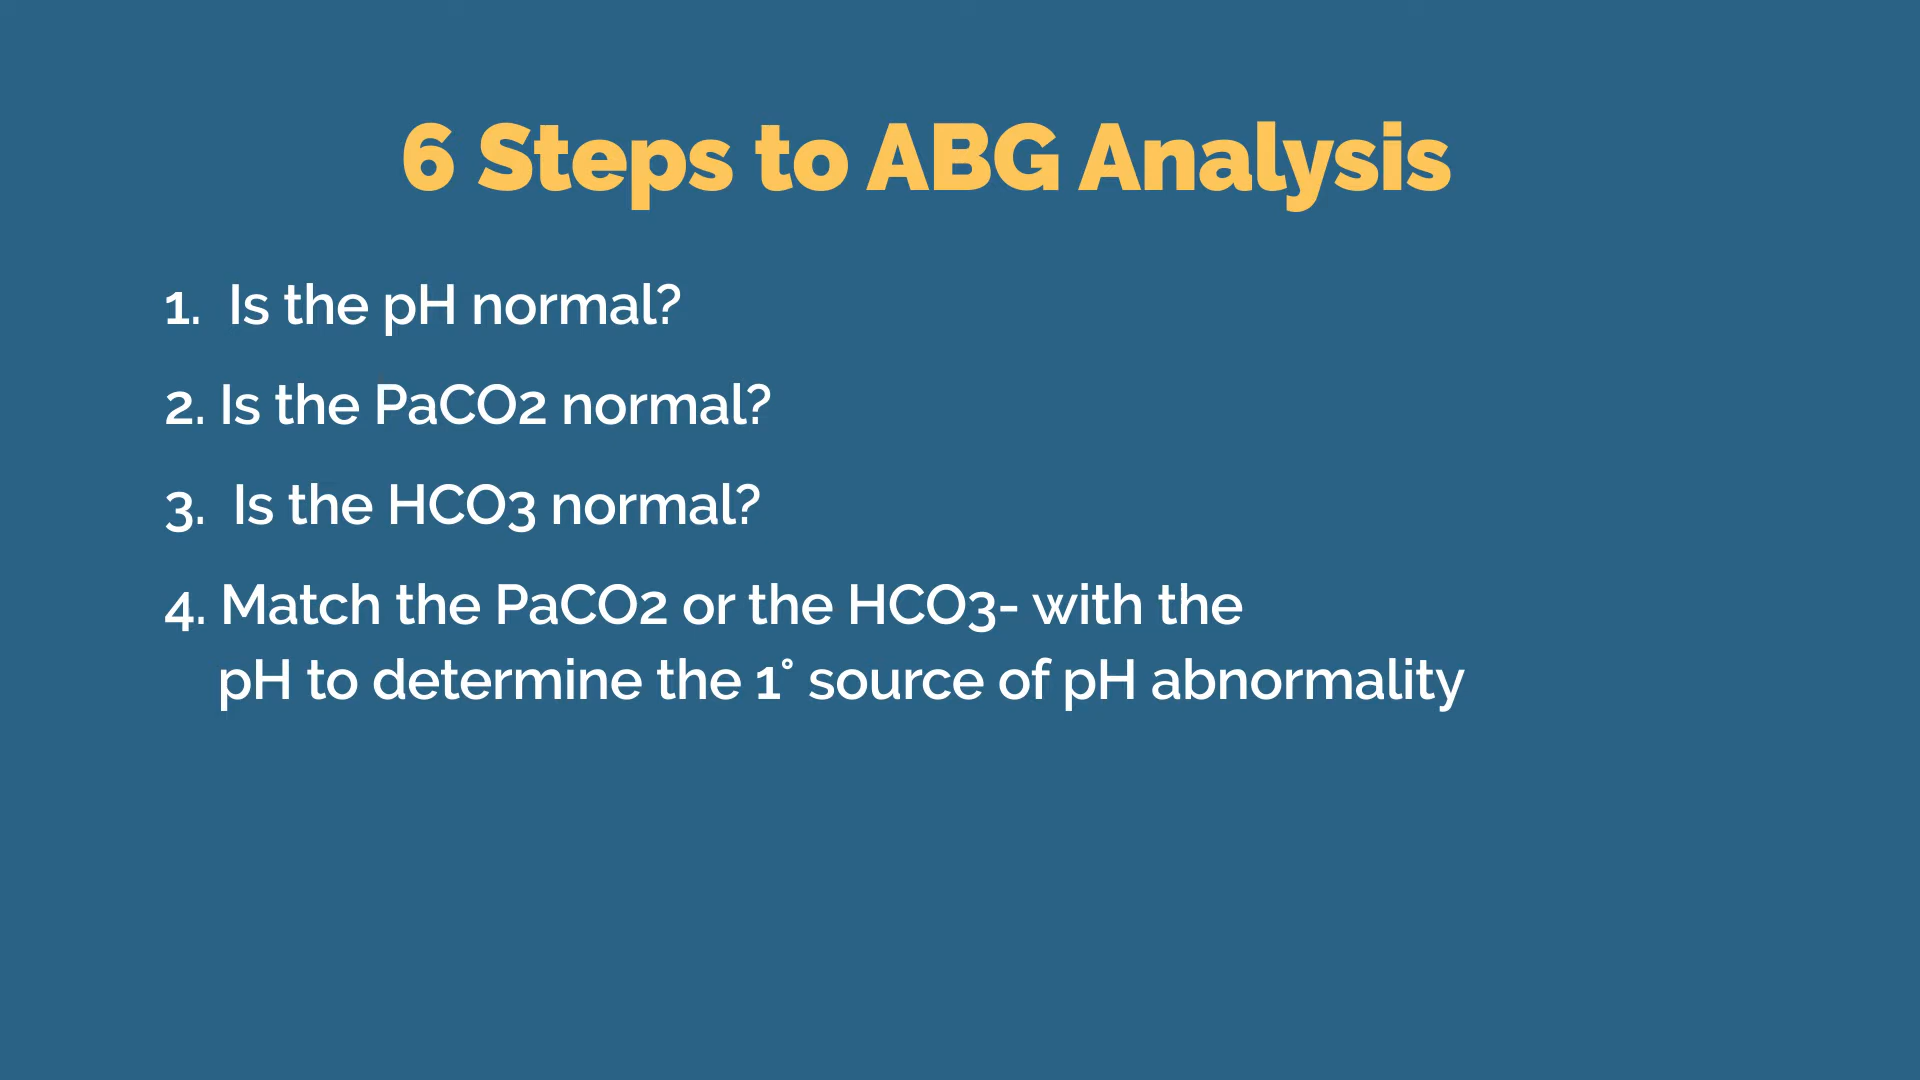 6 Steps to ABG Analysis
1. Is the pH normal?
2. Is the PaCO2 normal?
3. Is the HCO3 normal?
4. Match the PaCO2 or the HCO3- with the
pH to determine the 1° source of pH abnormality